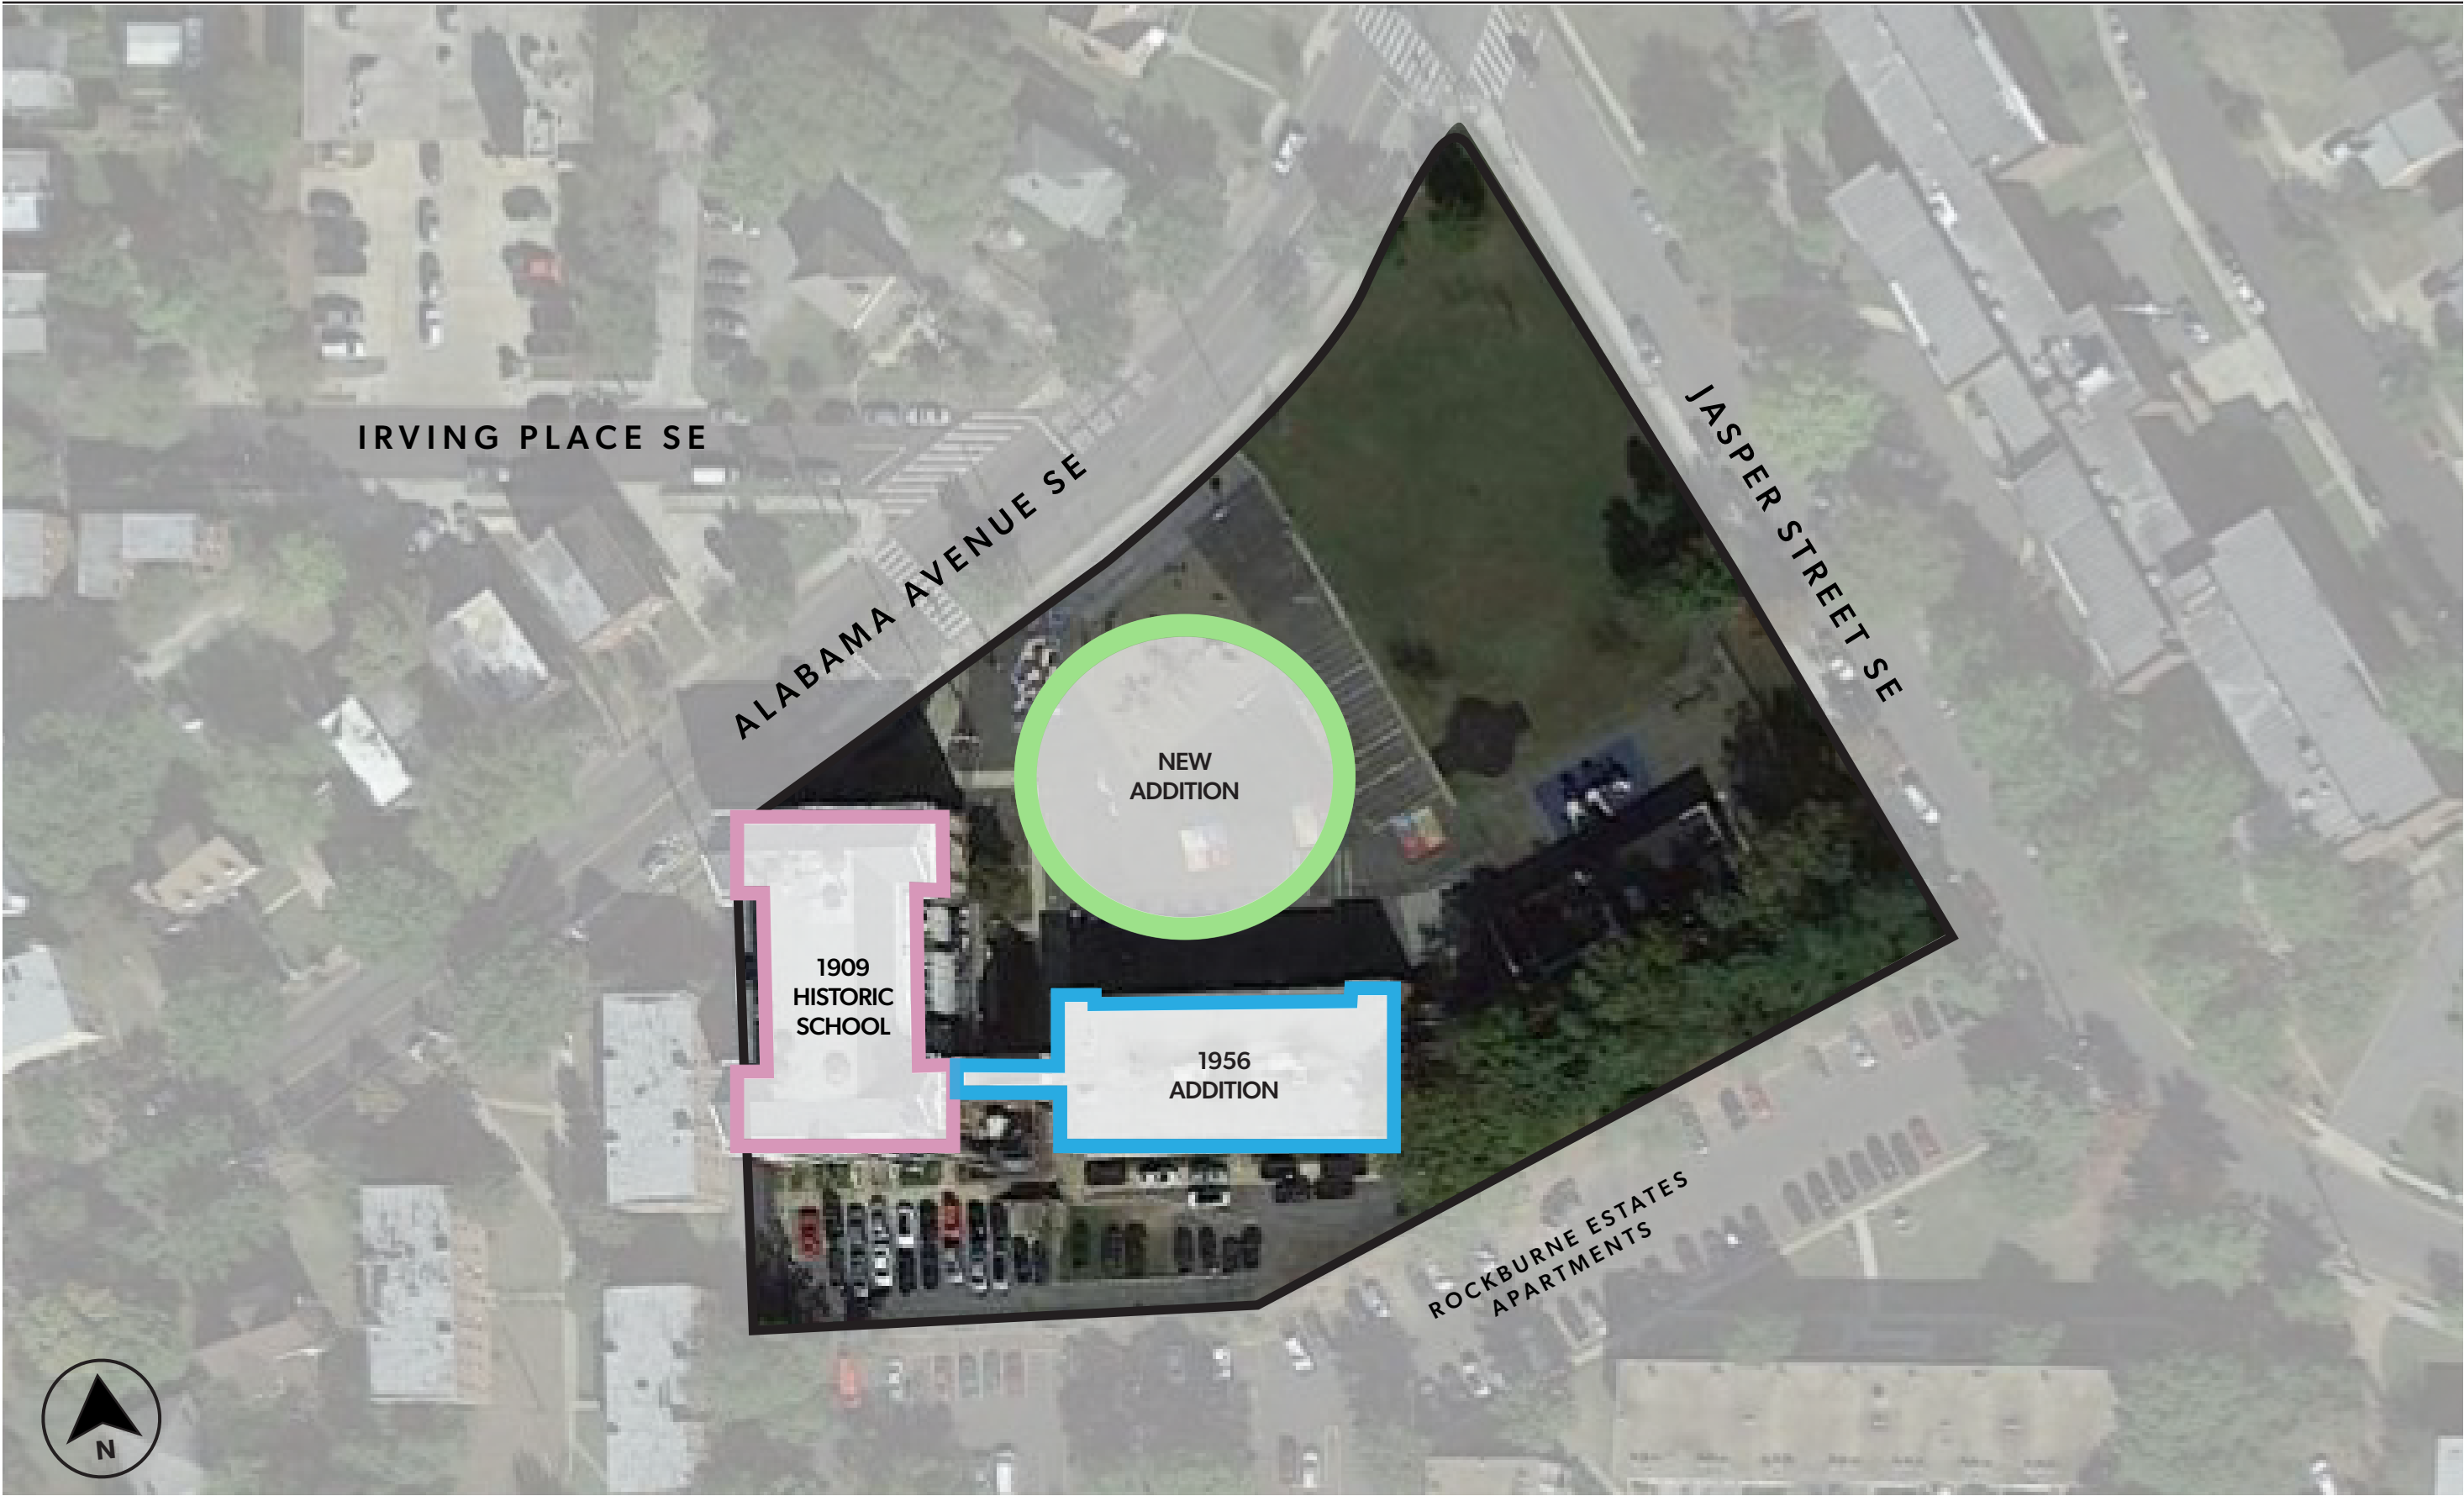 IRVING PLACE SE
ALABAMA AVENUE SE
JASPER STREET SE
NEW
ADDITION
1909
HISTORIC
SCHOOL
1956
ADDITION
ROCKBURNE ESTATES
APARTMENTS
N